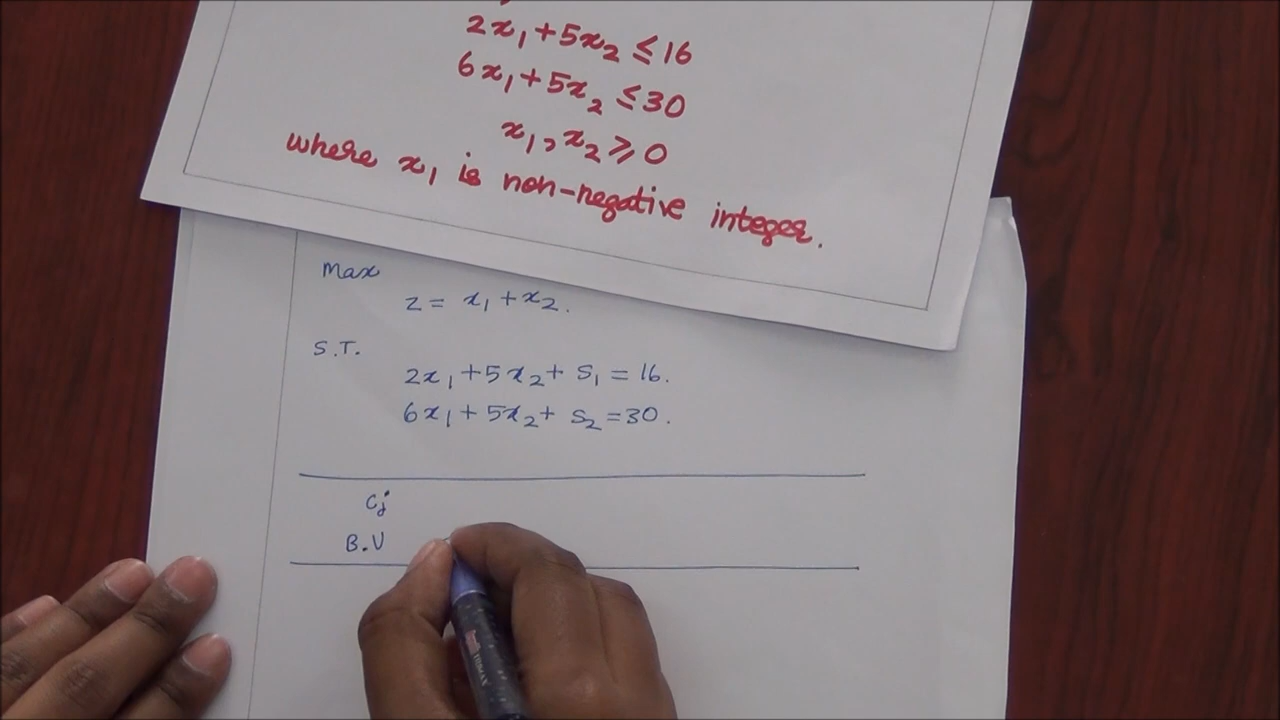 2x₁+5x₂ ≤16
6x₁+5x₂ ≤30
x₁,x₂ ⩾0
where x₁ is non-negative integer.
Max
z = x₁ + x₂.
S.T.
2x₁+5x₂+ S₁ = 16.
6x₁+5x₂+ S₂ =30.
Cj
B.V